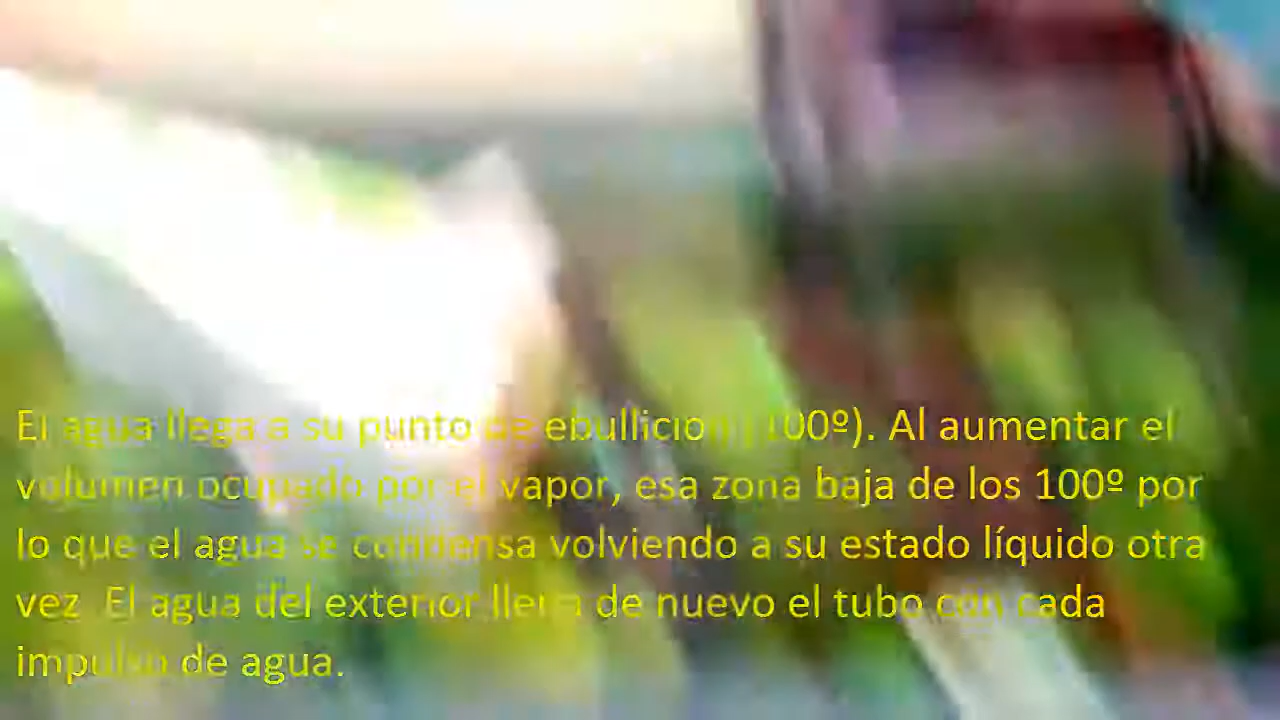 El agua llega a su punto de ebullicion (100º). Al aumentar el
volumen ocupado por el vapor, esa zona baja de los 100º por
lo que el agua se condensa volviendo a su estado líquido otra
vez. El agua del exterior llena de nuevo el tubo con cada
impulso de agua.